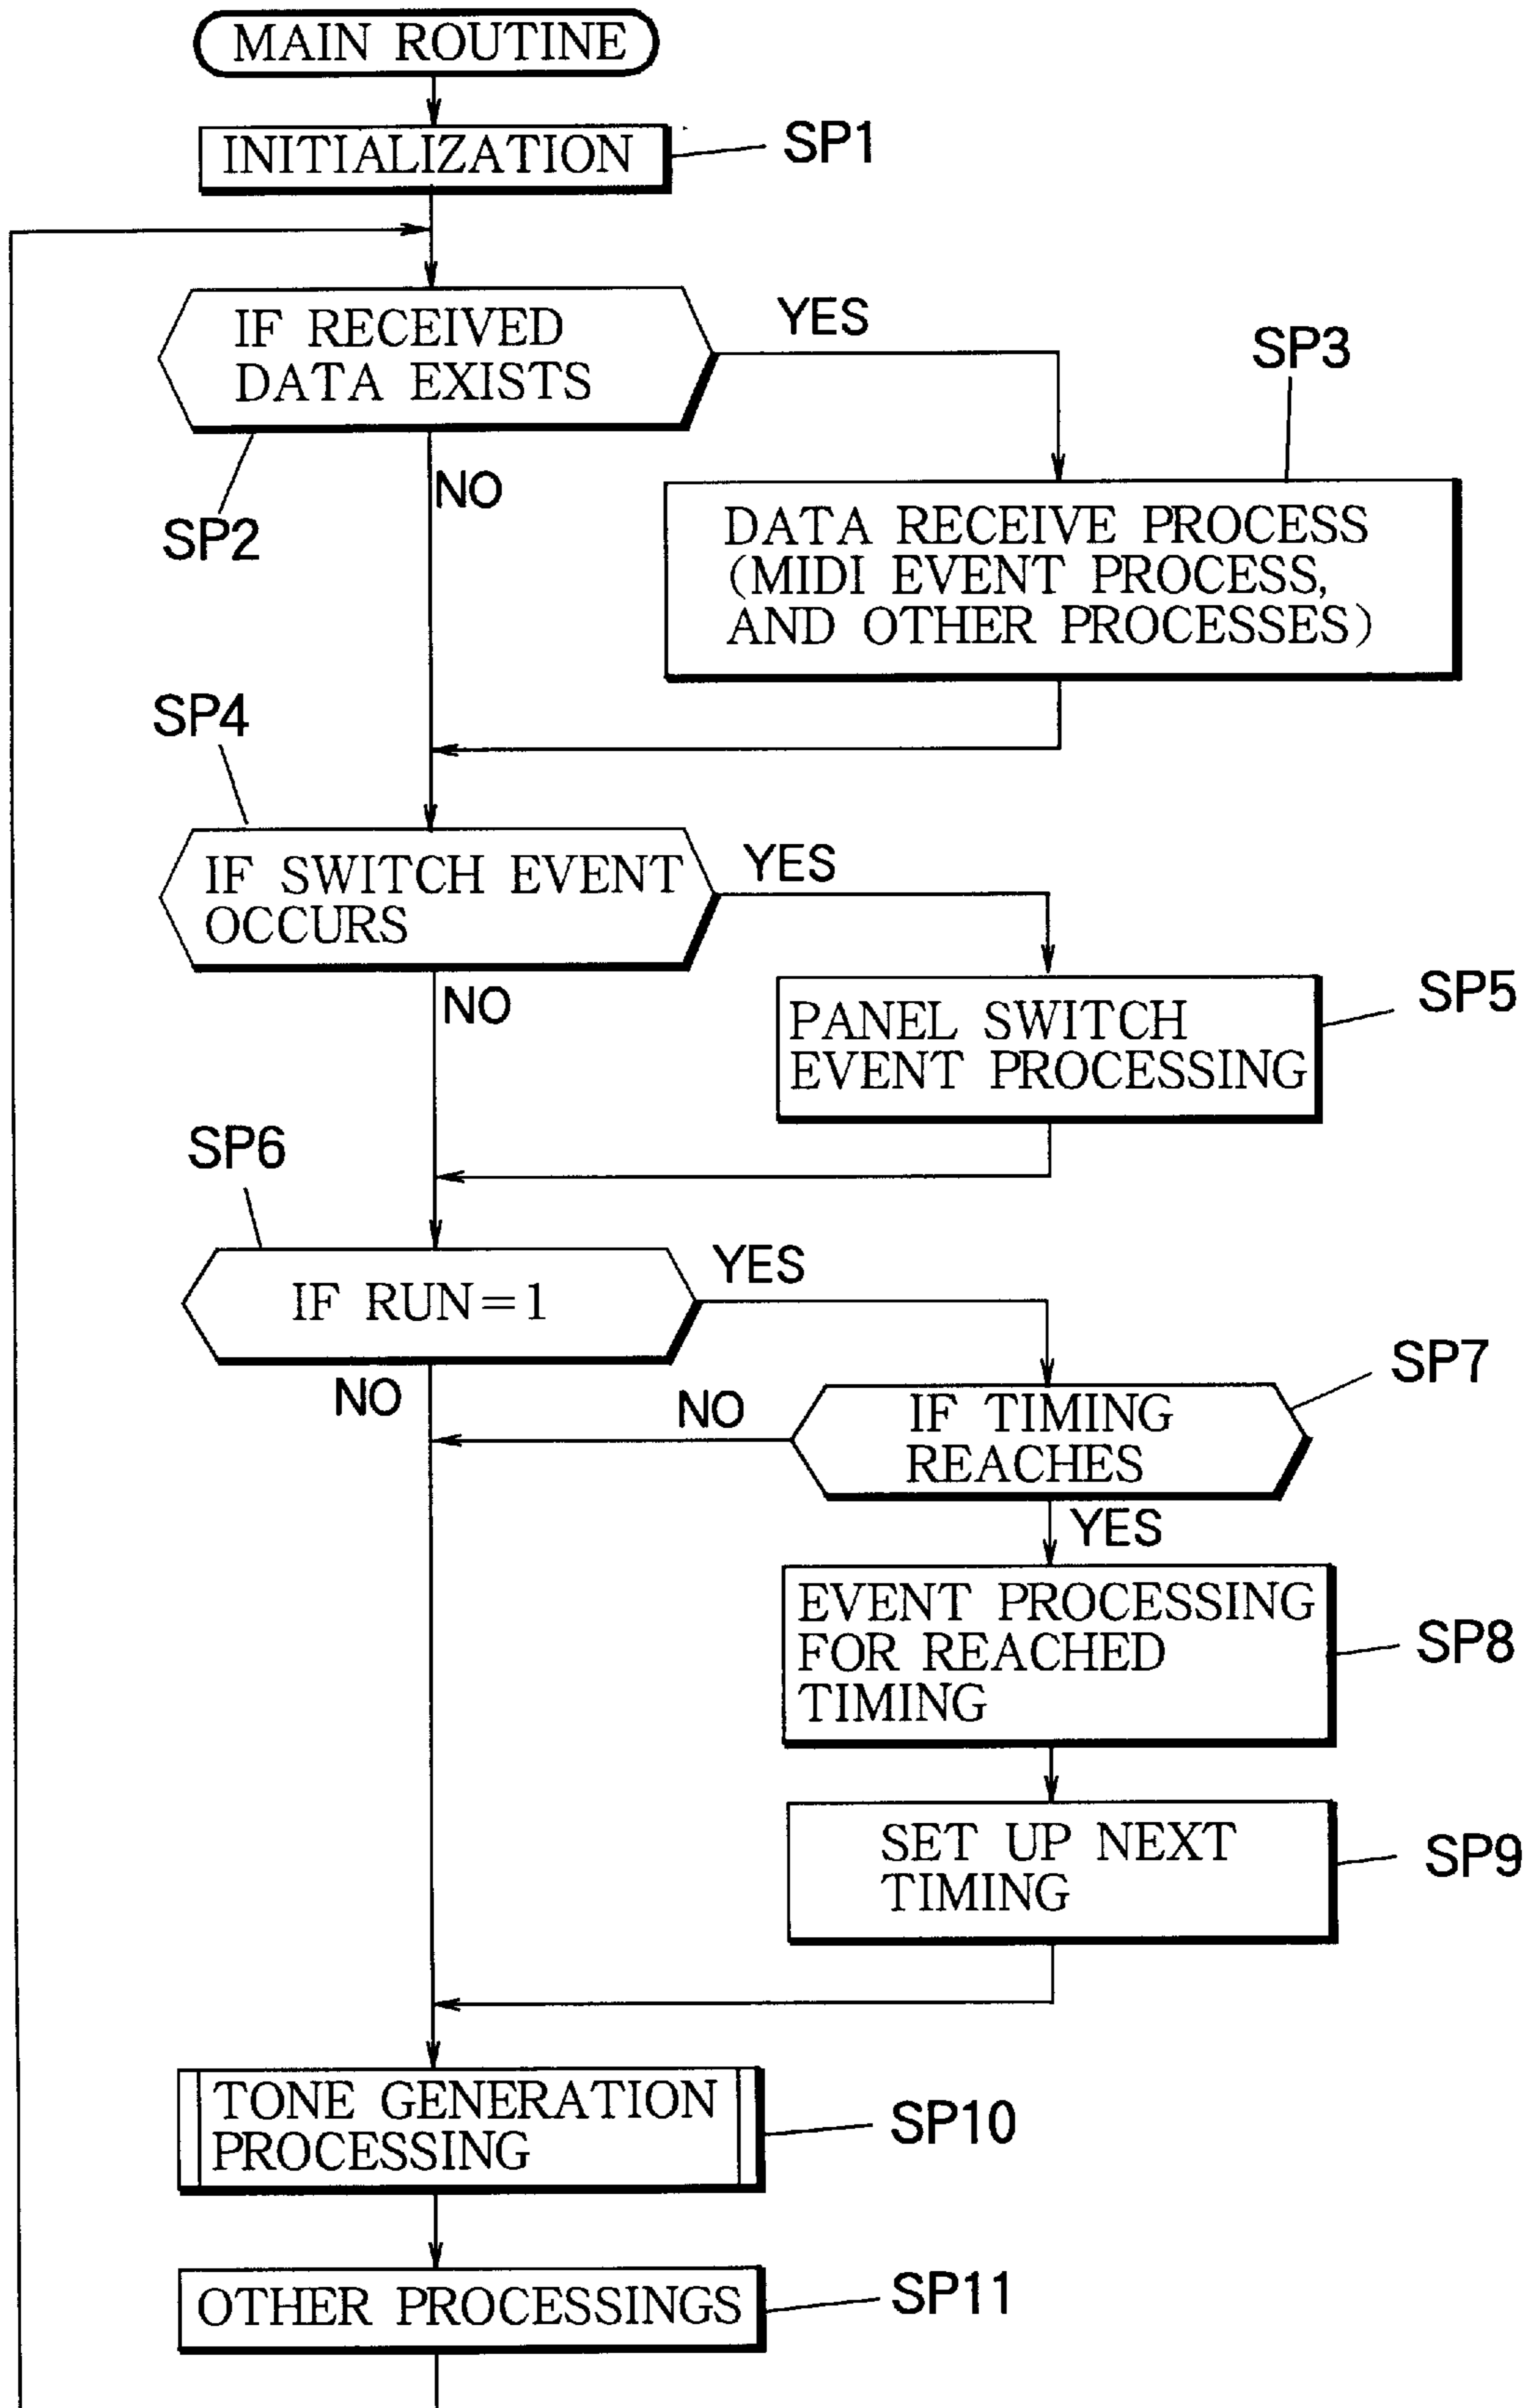 MAIN ROUTINE
INITIALIZATION
SP1
IF RECEIVED
DATA EXISTS
YES
SP2
NO
SP3
DATA RECEIVE PROCESS
(MIDI EVENT PROCESS,
AND OTHER PROCESSES)
SP4
IF SWITCH EVENT
OCCURS
YES
NO
SP5
PANEL SWITCH
EVENT PROCESSING
SP6
IF RUN=1
YES
NO
SP7
NO
IF TIMING
REACHES
YES
EVENT PROCESSING
FOR REACHED
TIMING
SP8
SET UP NEXT
TIMING
SP9
TONE GENERATION
PROCESSING
SP10
OTHER PROCESSINGS
SP11